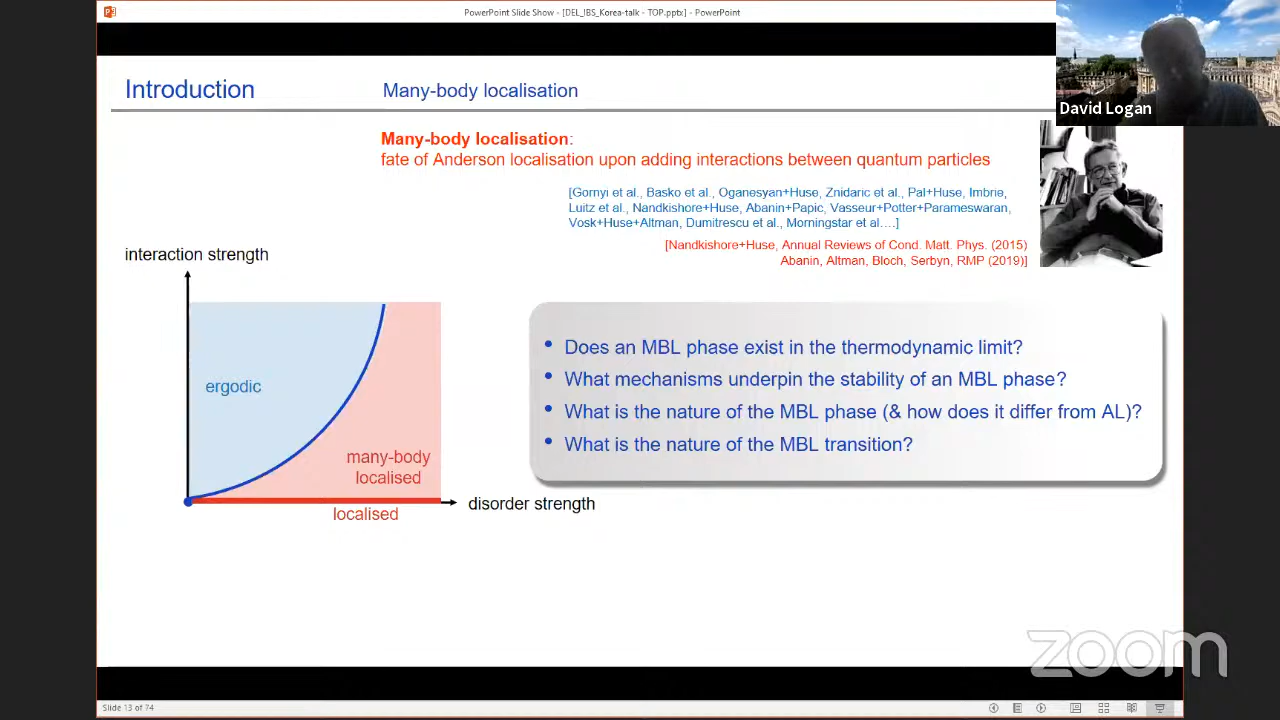 PowerPoint Slide Show - [DEL_IBS_Korea-talk - TOP.pptx] - PowerPoint
David Logan
Introduction
Many-body localisation
Many-body localisation:
fate of Anderson localisation upon adding interactions between quantum particles
[Gornyi et al., Basko et al., Oganesyan+Huse, Znidaric et al., Pal+Huse, Imbrie,
Luitz et al., Nandkishore+Huse, Abanin+Papic, Vasseur+Potter+Parameswaran,
Vosk+Huse+Altman, Dumitrescu et al., Morningstar et al....]
[Nandkishore+Huse, Annual Reviews of Cond. Matt. Phys. (2015)
Abanin, Altman, Bloch, Serbyn, RMP (2019)]
interaction strength
ergodic
many-body
localised
localised
disorder strength
• Does an MBL phase exist in the thermodynamic limit?
• What mechanisms underpin the stability of an MBL phase?
• What is the nature of the MBL phase (& how does it differ from AL)?
• What is the nature of the MBL transition?
zoom
Slide 13 of 74